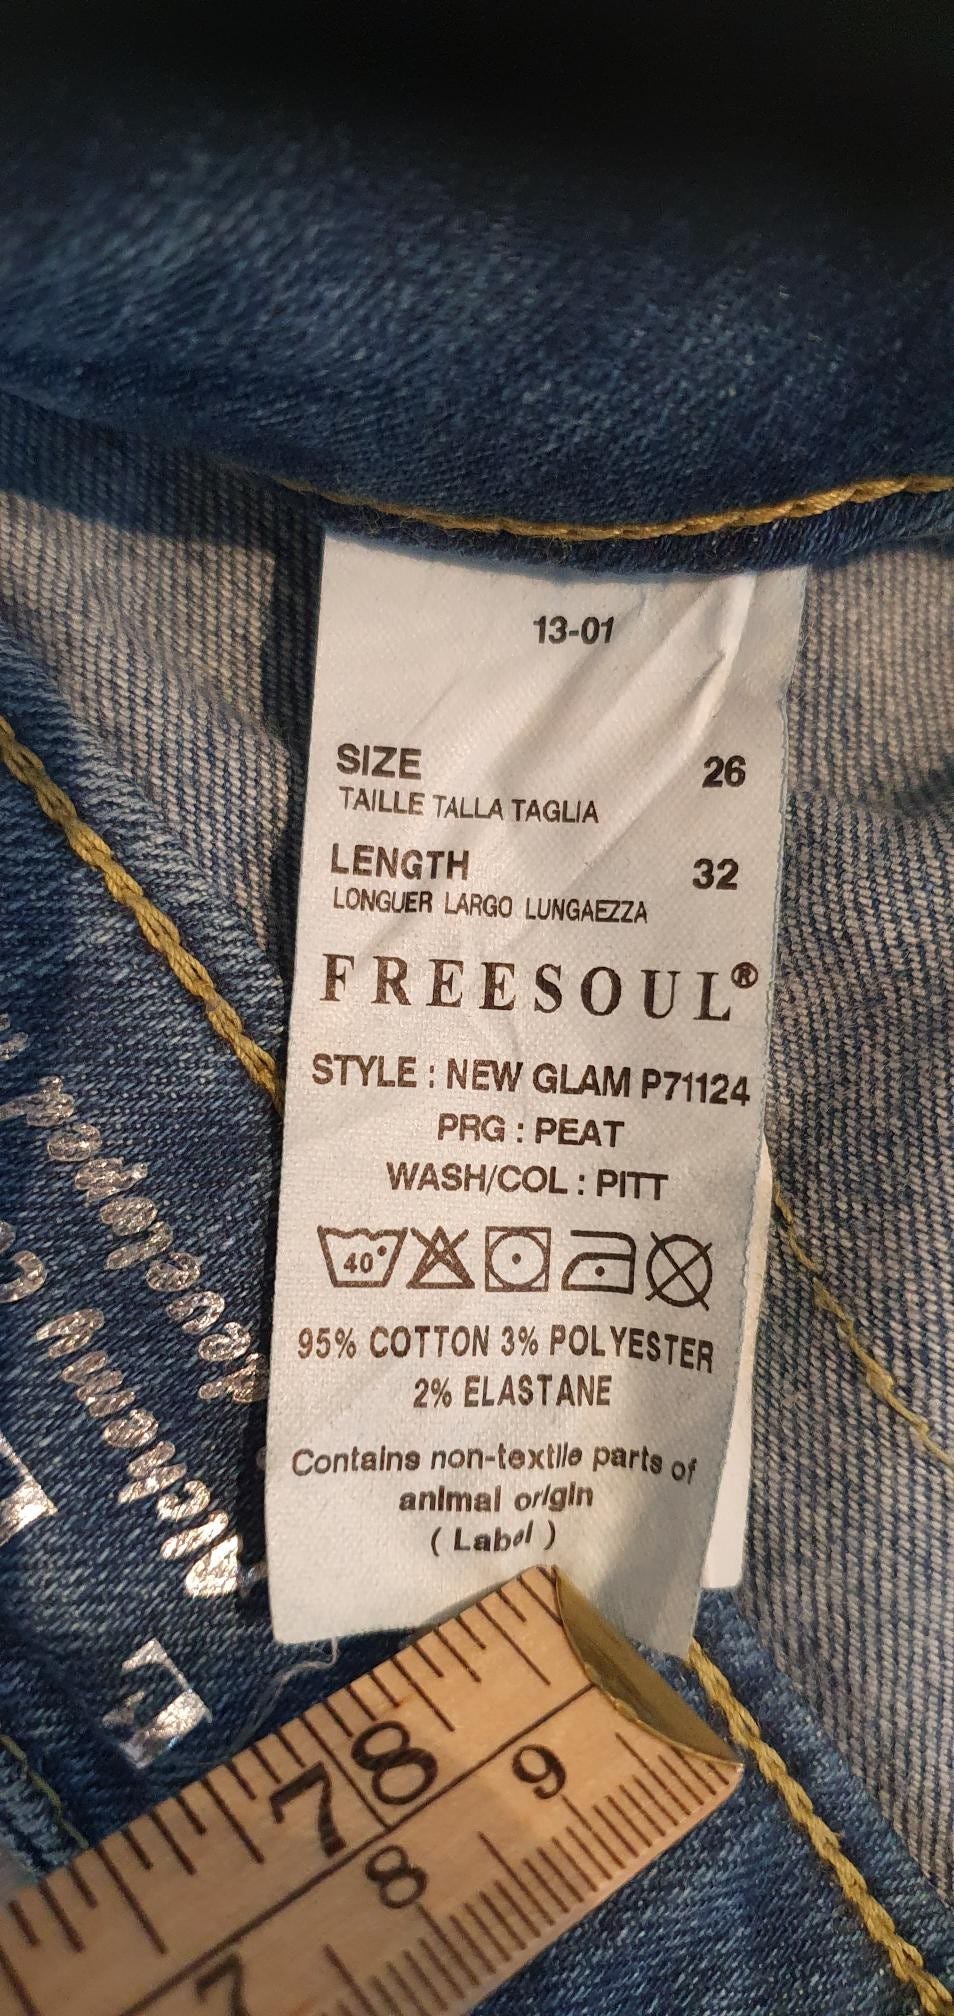 13-01
SIZE 26
TAILLE TALLA TAGLIA
LENGTH 32
LONGUER LARGO LUNGAEZZA
FREESOUL®
STYLE : NEW GLAM P71124
PRG : PEAT
WASH/COL : PITT
40°
95% COTTON 3% POLYESTER
2% ELASTANE
Contains non-textile parts of
animal origin
( Label )
78
9
8
7